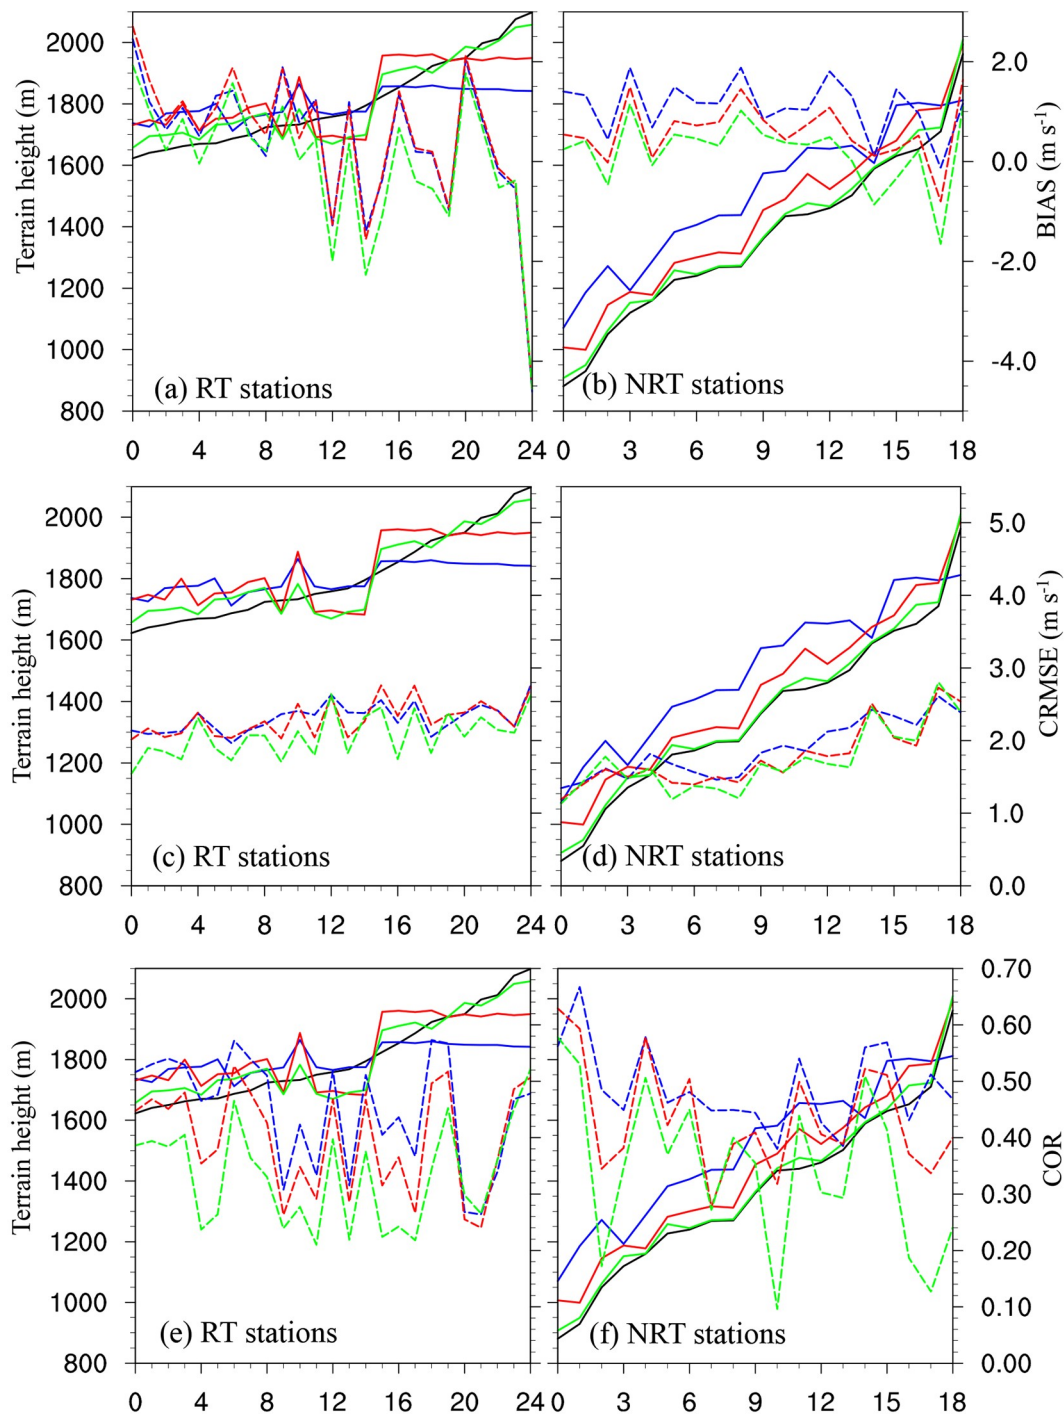 2000
1800
1600
1400
1200
1000
800
Terrain height (m)
(a) RT stations
0 4 8 12 16 20 24
2.0
0.0
-2.0
-4.0
BIAS (m s-1)
(b) NRT stations
0 3 6 9 12 15 18
2000
1800
1600
1400
1200
1000
800
Terrain height (m)
(c) RT stations
0 4 8 12 16 20 24
5.0
4.0
3.0
2.0
1.0
0.0
CRMSE (m s-1)
(d) NRT stations
0 3 6 9 12 15 18
2000
1800
1600
1400
1200
1000
800
Terrain height (m)
(e) RT stations
0 4 8 12 16 20 24
0.70
0.60
0.50
0.40
0.30
0.20
0.10
0.00
COR
(f) NRT stations
0 3 6 9 12 15 18